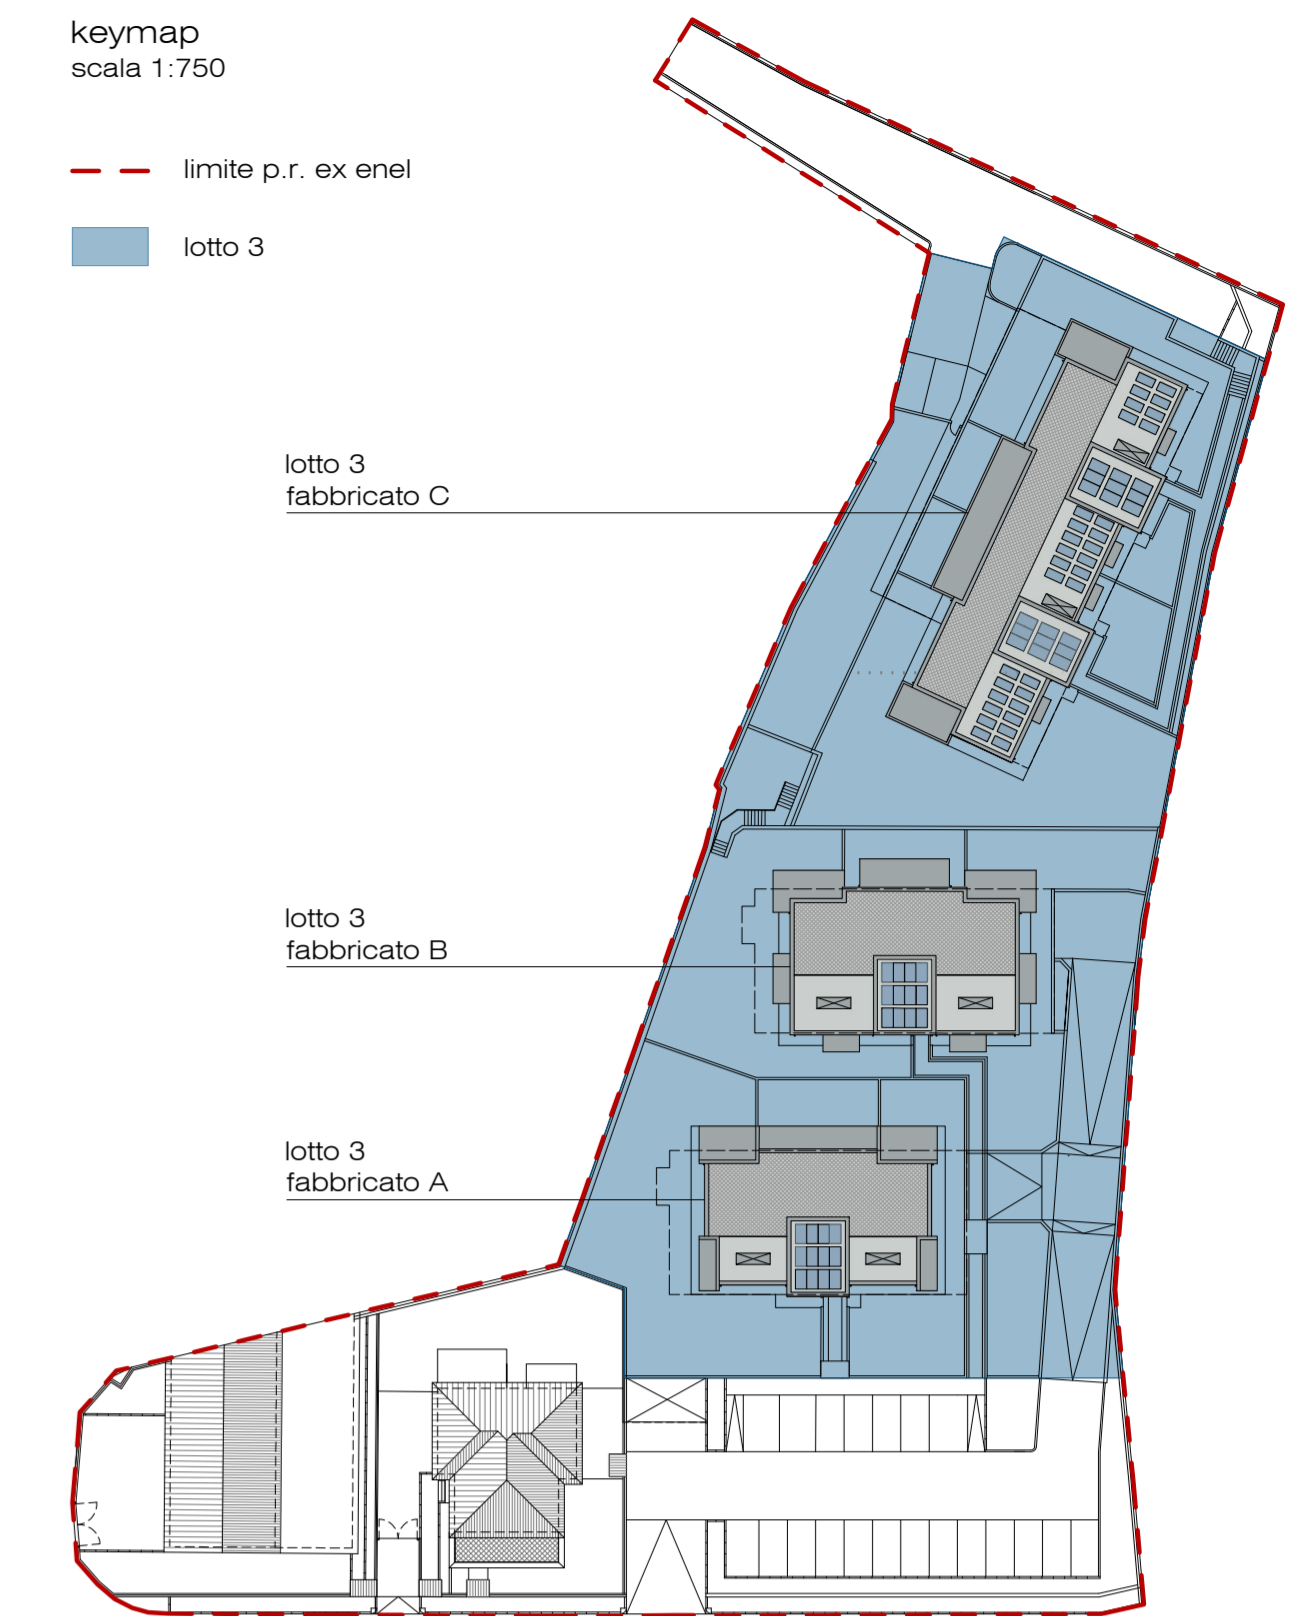 keymap
scala 1:750
limite p.r. ex enel
lotto 3
lotto 3
fabbricato C
lotto 3
fabbricato B
lotto 3
fabbricato A